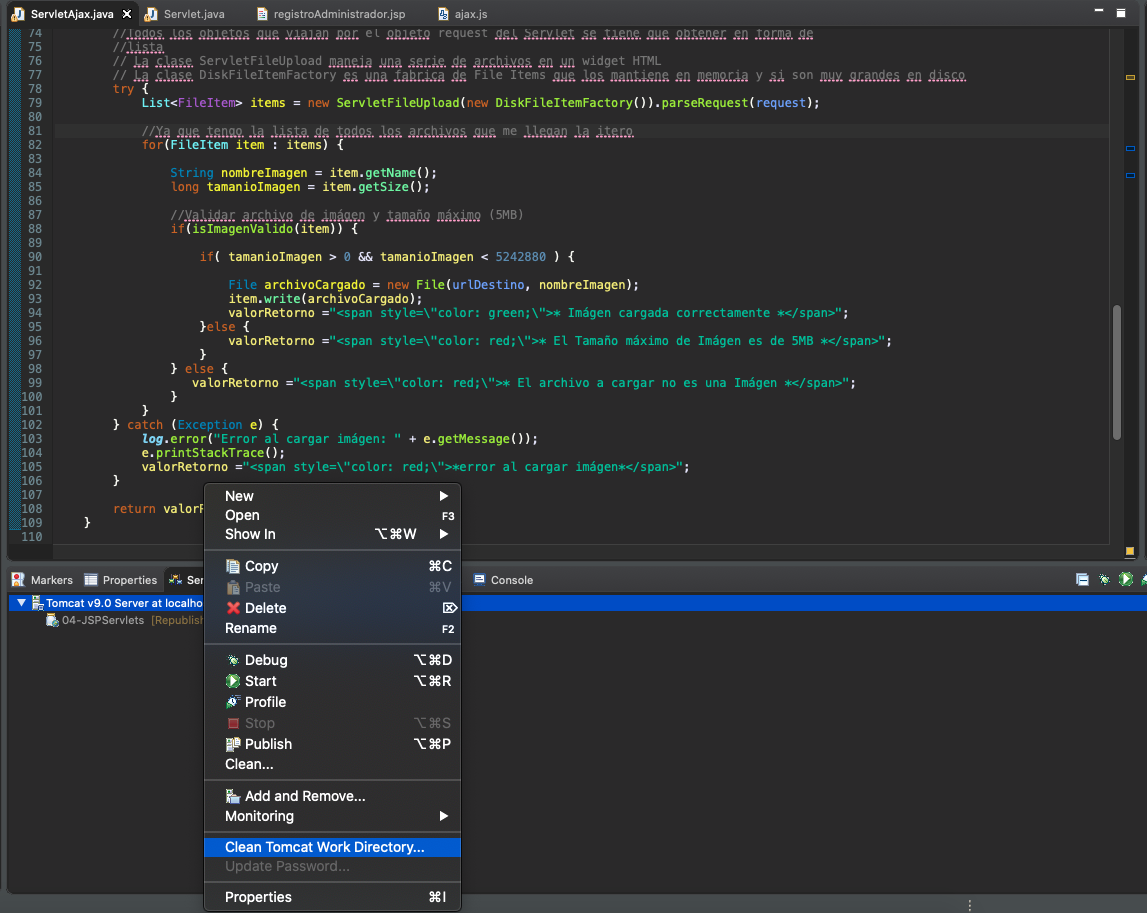 ServletAjax.java Servlet.java registroAdministrador.jsp ajax.js
74 //Todos los objetos que viajan por el objeto request del Servlet se tiene que obtener en forma de
75 //lista
76 // La clase ServletFileUpload maneja una serie de archivos en un widget HTML
77 // La clase DiskFileItemFactory es una fabrica de File Items que los mantiene en memoria y si son muy grandes en disco
78 try {
79 List<FileItem> items = new ServletFileUpload(new DiskFileItemFactory()).parseRequest(request);
80
81 //Ya que tengo la lista de todos los archivos que me llegan la itero
82 for(FileItem item : items) {
83
84 String nombreImagen = item.getName();
85 long tamanioImagen = item.getSize();
86
87 //Validar archivo de imágen y tamaño máximo (5MB)
88 if(isImagenValido(item)) {
89
90 if( tamanioImagen > 0 && tamanioImagen < 5242880 ) {
91
92 File archivoCargado = new File(urlDestino, nombreImagen);
93 item.write(archivoCargado);
94 valorRetorno ="<span style=\"color: green;\">* Imágen cargada correctamente *</span>";
95 }else {
96 valorRetorno ="<span style=\"color: red;\">* El Tamaño máximo de Imágen es de 5MB *</span>";
97 }
98 } else {
99 valorRetorno ="<span style=\"color: red;\">* El archivo a cargar no es una Imágen *</span>";
100 }
101 }
102 } catch (Exception e) {
103 log.error("Error al cargar imágen: " + e.getMessage());
104 e.printStackTrace();
105 valorRetorno ="<span style=\"color: red;\">*error al cargar imágen*</span>";
106 }
107
108 return valorR
109 }
110
Markers Properties Ser Console
Tomcat v9.0 Server at localho
04-JSPServlets [Republish
New
Open F3
Show In ⌥⌘W
Copy ⌘C
Paste ⌘V
Delete ⌦
Rename F2
Debug ⌥⌘D
Start ⌥⌘R
Profile
Stop ⌥⌘S
Publish ⌥⌘P
Clean...
Add and Remove...
Monitoring
Clean Tomcat Work Directory...
Update Password...
Properties ⌘I